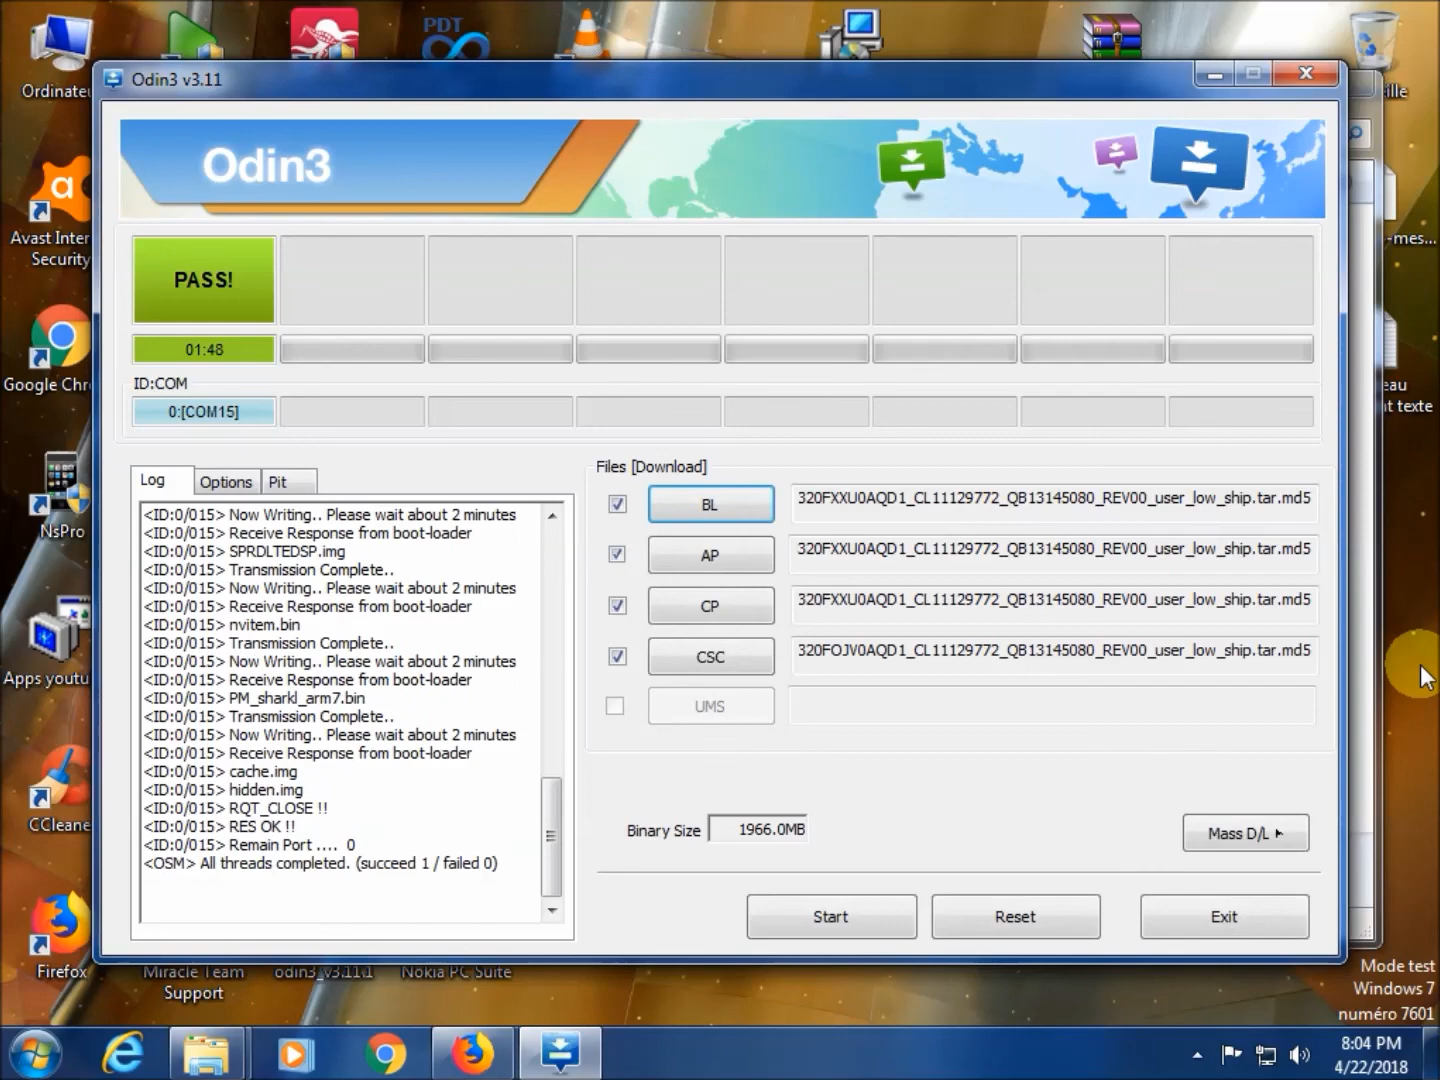 PDT
Ordinate
ille
Odin3 v3.11
Odin3
Avast Inter
Security
-mes...
PASS!
01:48
ID:COM
0:[COM15]
Google Chr
eau
t texte
Log
Options
Pit
Files [Download]
<ID:0/015> Now Writing.. Please wait about 2 minutes
<ID:0/015> Receive Response from boot-loader
<ID:0/015> SPRDLTEDSP.img
<ID:0/015> Transmission Complete..
<ID:0/015> Now Writing.. Please wait about 2 minutes
<ID:0/015> Receive Response from boot-loader
<ID:0/015> nvitem.bin
<ID:0/015> Transmission Complete..
<ID:0/015> Now Writing.. Please wait about 2 minutes
<ID:0/015> Receive Response from boot-loader
<ID:0/015> PM_sharkl_arm7.bin
<ID:0/015> Transmission Complete..
<ID:0/015> Now Writing.. Please wait about 2 minutes
<ID:0/015> Receive Response from boot-loader
<ID:0/015> cache.img
<ID:0/015> hidden.img
<ID:0/015> RQT_CLOSE !!
<ID:0/015> RES OK !!
<ID:0/015> Remain Port .... 0
<OSM> All threads completed. (succeed 1 / failed 0)
BL
320FXXU0AQD1_CL11129772_QB13145080_REV00_user_low_ship.tar.md5
AP
320FXXU0AQD1_CL11129772_QB13145080_REV00_user_low_ship.tar.md5
CP
320FXXU0AQD1_CL11129772_QB13145080_REV00_user_low_ship.tar.md5
CSC
320FOJV0AQD1_CL11129772_QB13145080_REV00_user_low_ship.tar.md5
UMS
Binary Size 1966.0MB
Mass D/L
Start
Reset
Exit
NsPro
Apps youtu
CCleane
Firefox
Miracle Team
Support
odin3_v3.11.1
Nokia PC Suite
Mode test
Windows 7
numéro 7601
8:04 PM
4/22/2018